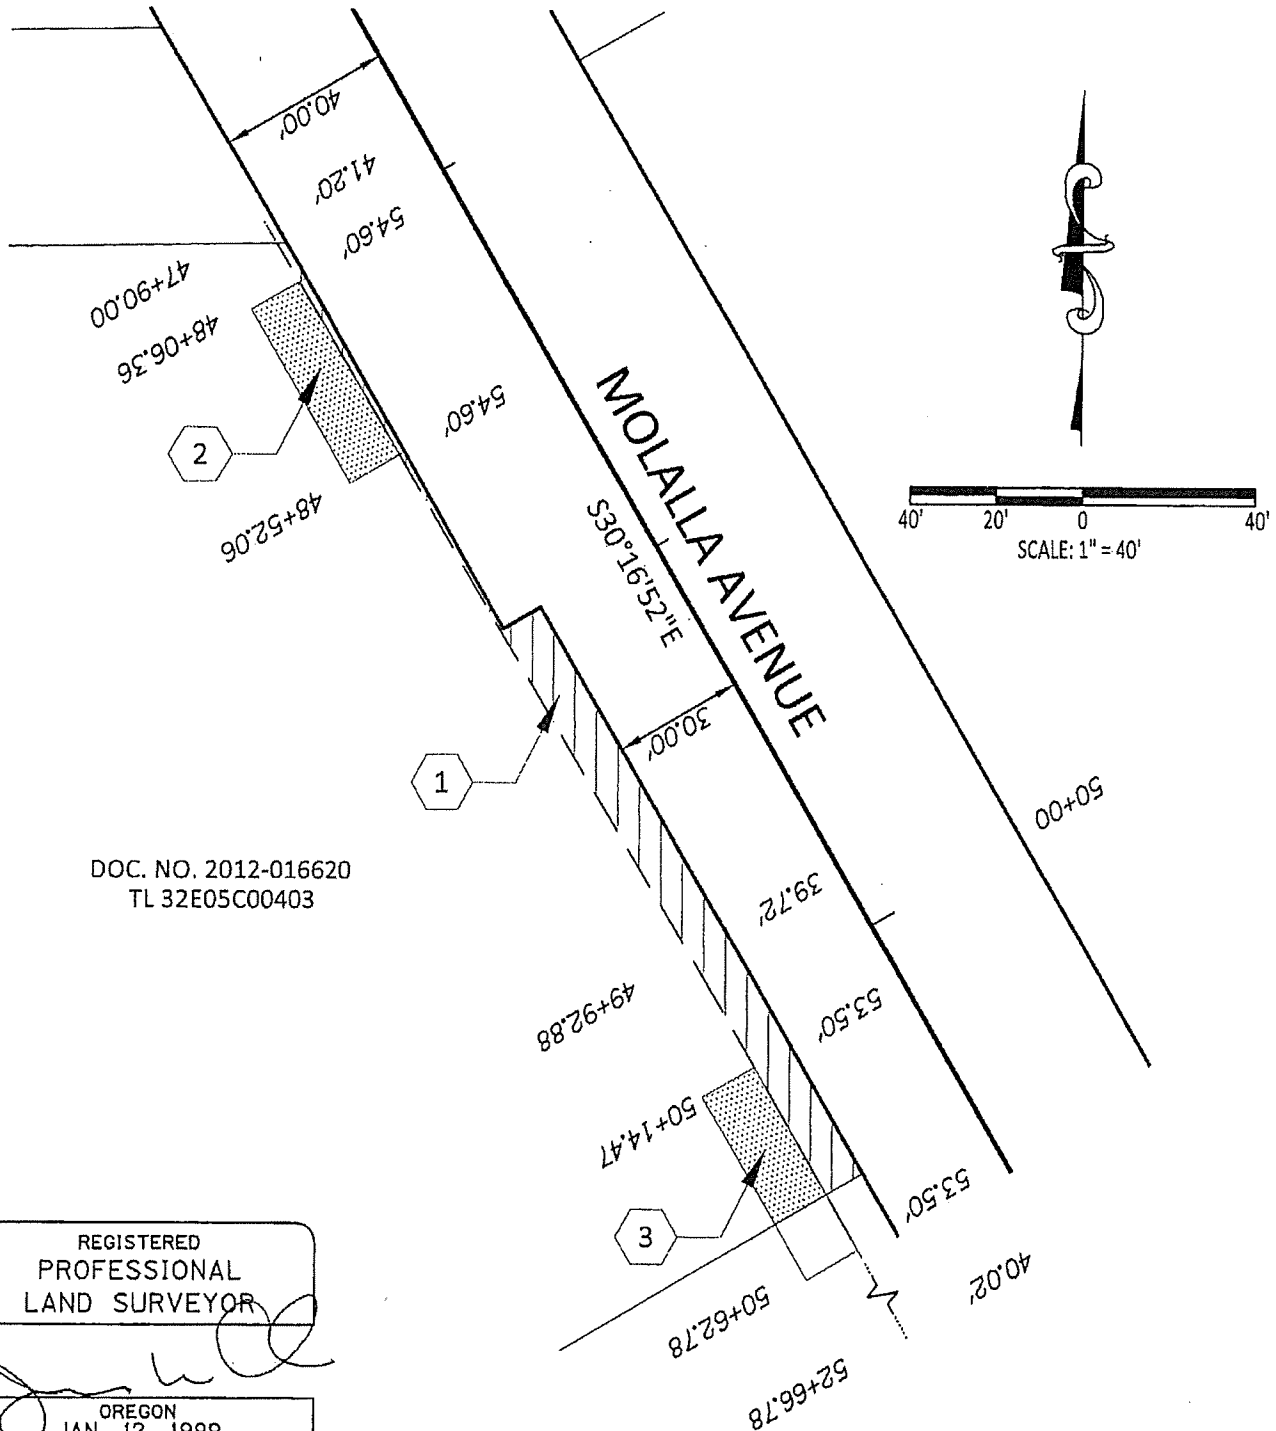 40.00'
41.20'
54.60'
47+90.00
48+06.36
54.60'
2
48+52.06
MOLALLA AVENUE
S30°16'52"E
40' 20' 0 40'
SCALE: 1" = 40'
30.00'
1
50+00
DOC. NO. 2012-016620
TL 32E05C00403
39.72'
49+92.88
53.50'
50+14.47
3
53.50'
40.02'
50+62.78
52+66.78
REGISTERED
PROFESSIONAL
LAND SURVEYOR
OREGON
JAN. 12, 1988